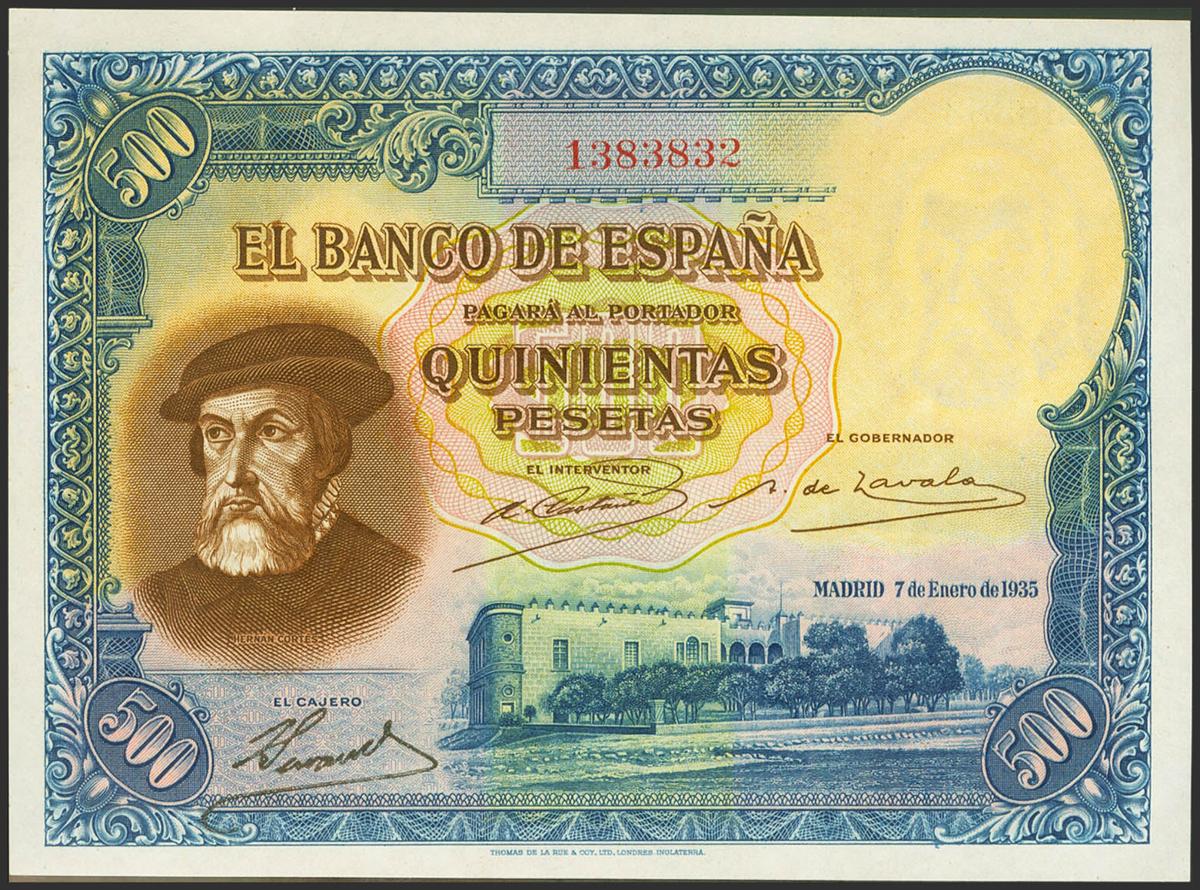 500
1383832
EL BANCO DE ESPAÑA
PAGARÁ AL PORTADOR
QUINIENTAS
PESETAS
EL GOBERNADOR
EL INTERVENTOR
de Zavala
MADRID 7 de Enero de 1935
HERNAN CORTES
EL CAJERO
500
500
THOMAS DE LA RUE & COY, LTD, LONDRES. INGLATERRA.